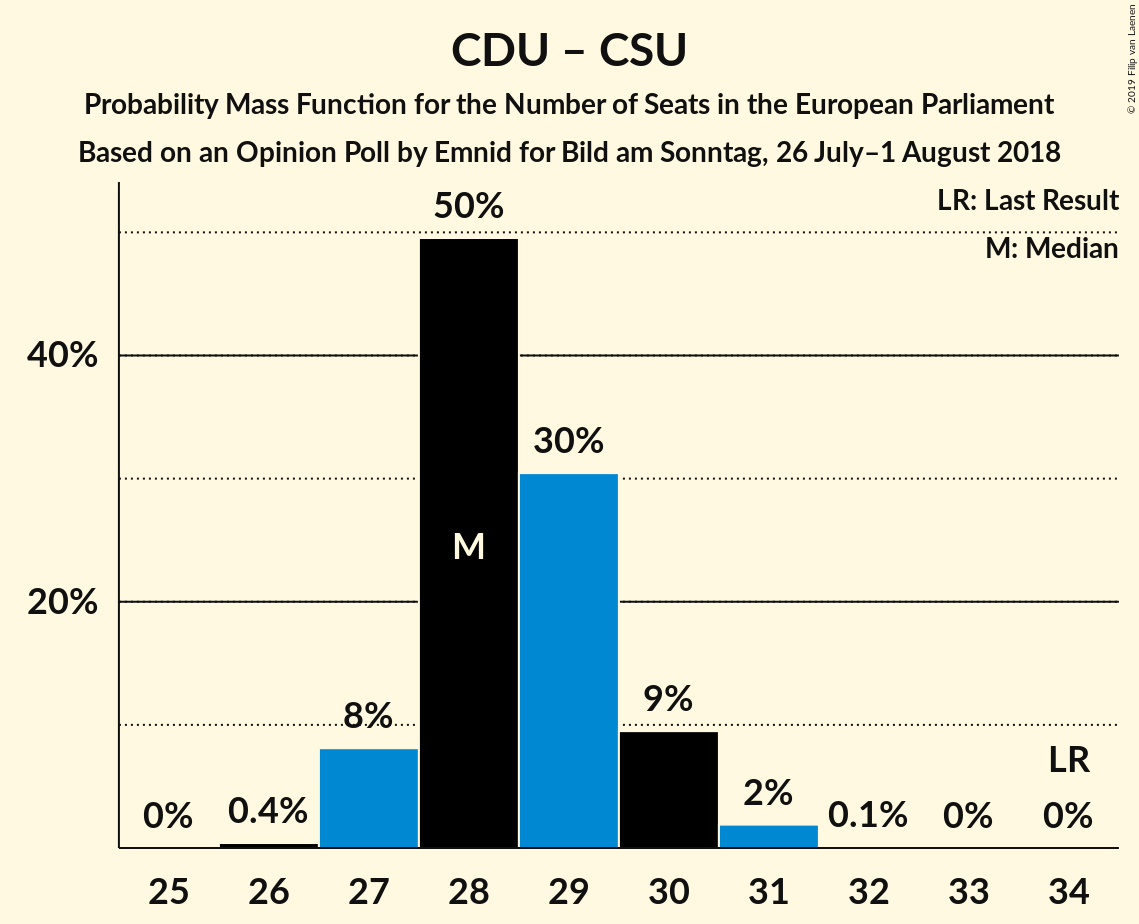 CDU – CSU
Probability Mass Function for the Number of Seats in the European Parliament
Based on an Opinion Poll by Emnid for Bild am Sonntag, 26 July–1 August 2018
© 2019 Filip van Laenen
LR: Last Result
M: Median
50%
40%
30%
M
20%
8%
9%
LR
0%
0.4%
2%
0.1%
0%
0%
25 26 27 28 29 30 31 32 33 34